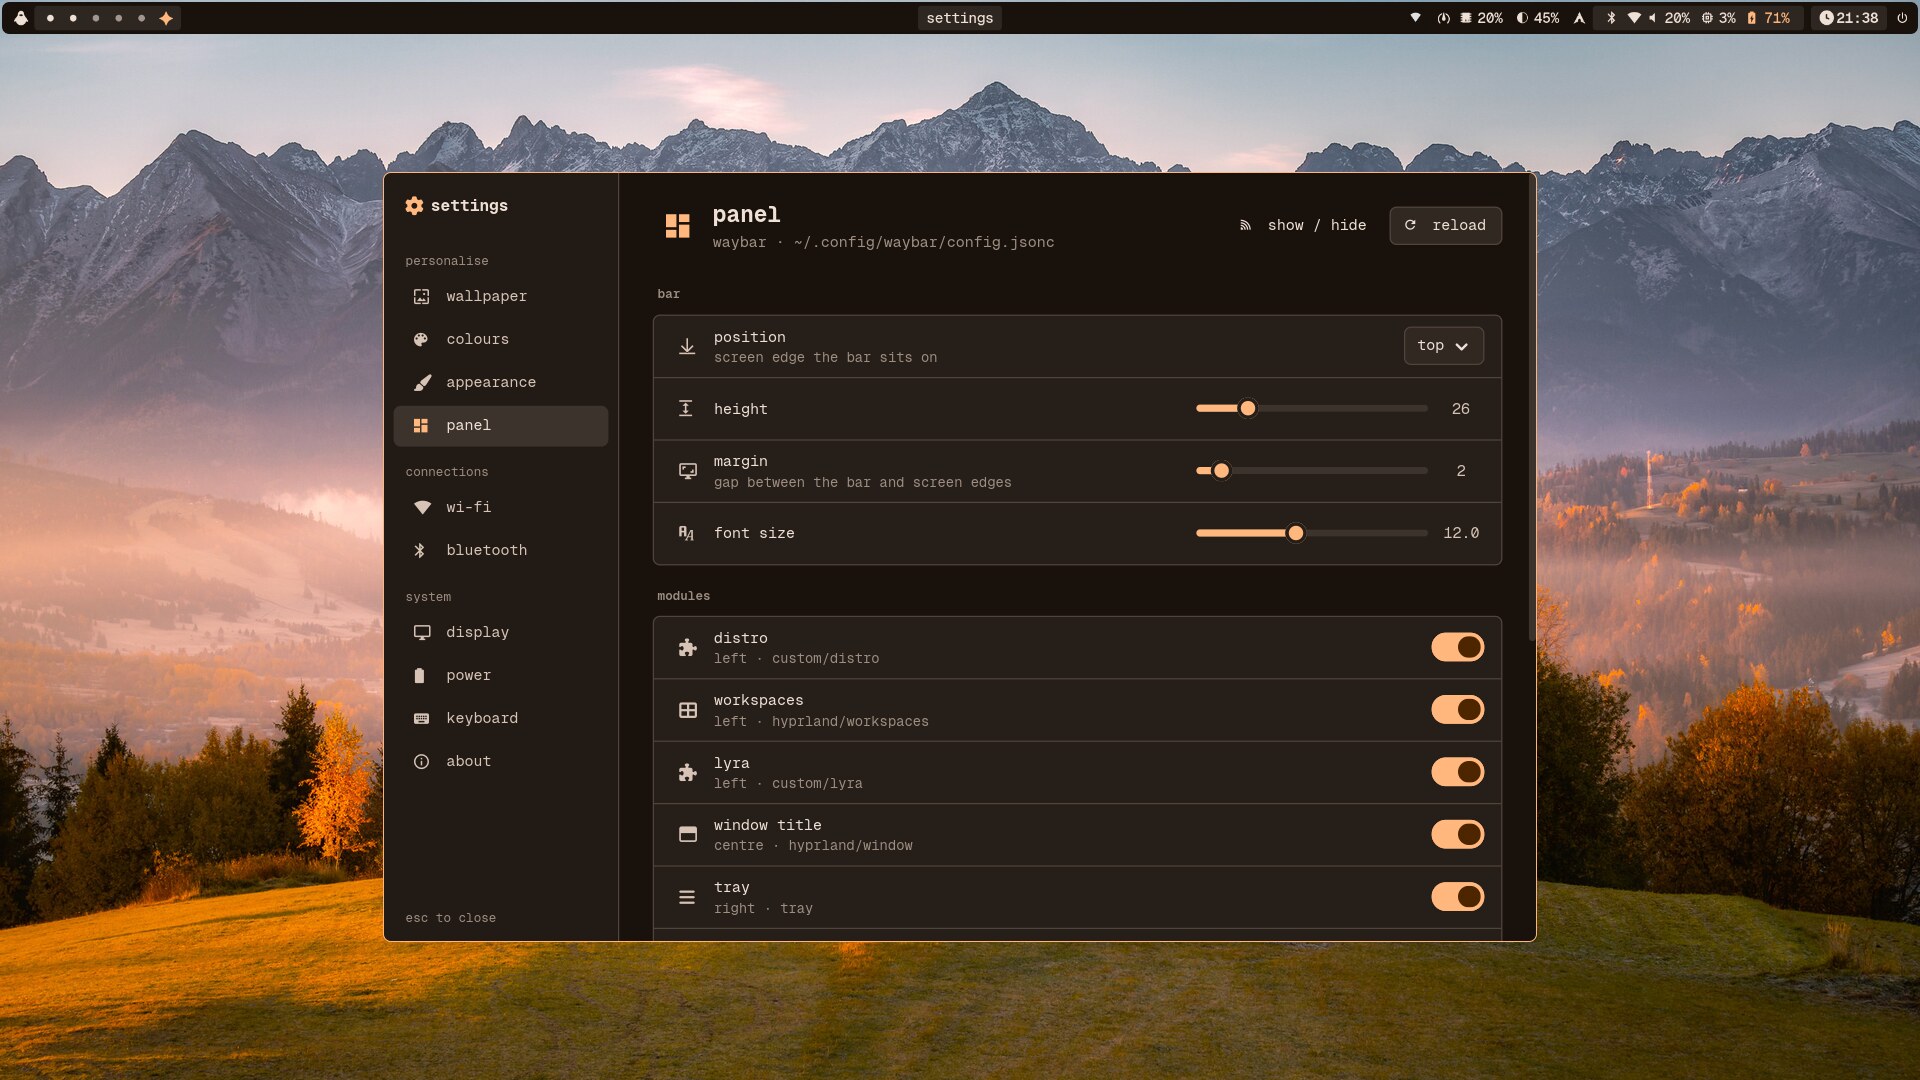 settings
20%
45%
20%
3%
71%
21:38
settings
personalise
wallpaper
colours
appearance
panel
connections
wi-fi
bluetooth
system
display
power
keyboard
about
esc to close
panel
waybar · ~/.config/waybar/config.jsonc
show / hide
reload
bar
position
screen edge the bar sits on
top
height
26
margin
gap between the bar and screen edges
2
font size
12.0
modules
distro
left · custom/distro
workspaces
left · hyprland/workspaces
lyra
left · custom/lyra
window title
centre · hyprland/window
tray
right · tray